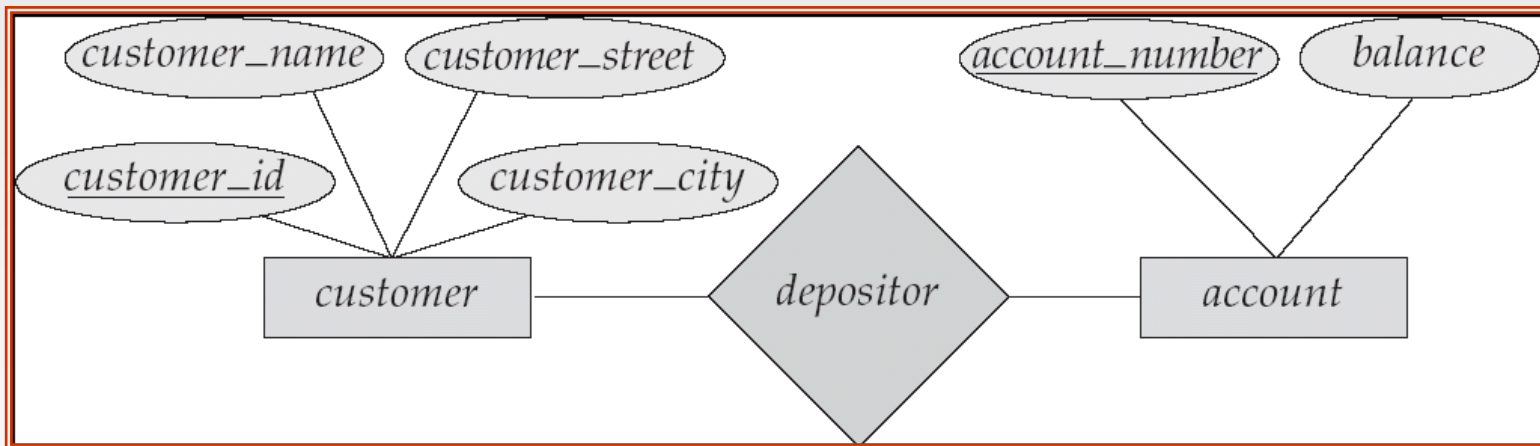 customer_name customer_street account_number balance
customer_id customer_city
customer depositor account